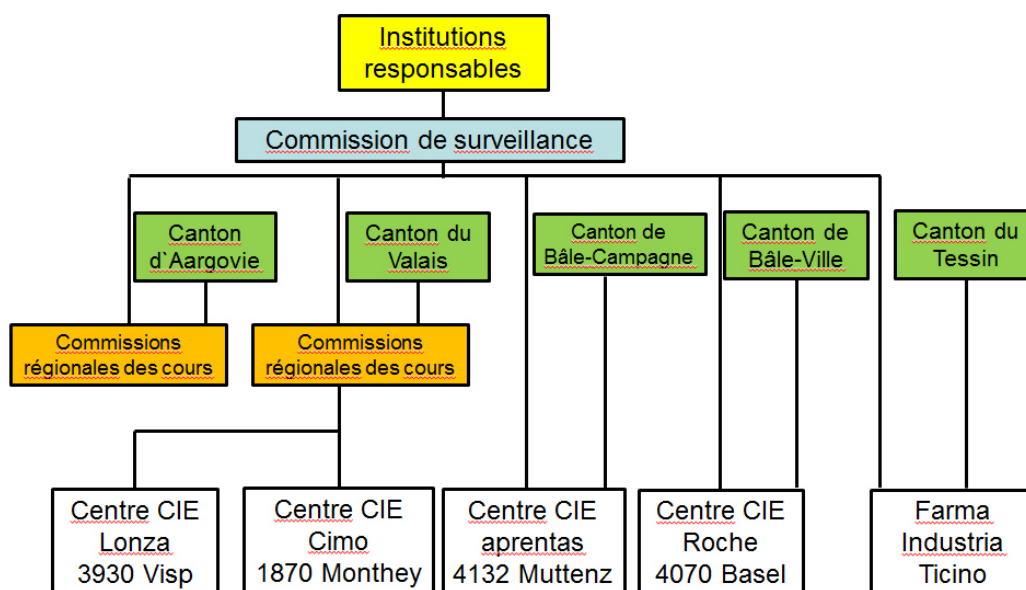 Institutions
responsables
Commission de surveillance
Canton
d`Aargovie
Canton du
Valais
Canton de
Bâle-Campagne
Canton de
Bâle-Ville
Canton du
Tessin
Commissions
régionales des cours
Commissions
régionales des cours
Centre CIE
Lonza
3930 Visp
Centre CIE
Cimo
1870 Monthey
Centre CIE
aprentas
4132 Muttenz
Centre CIE
Roche
4070 Basel
Farma
Industria
Ticino